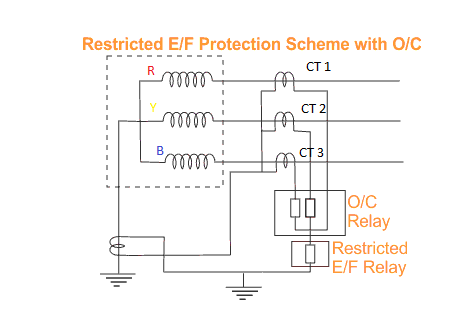 Restricted E/F Protection Scheme with O/C
R
CT 1
Y
CT 2
B
CT 3
O/C
Relay
Restricted
E/F Relay